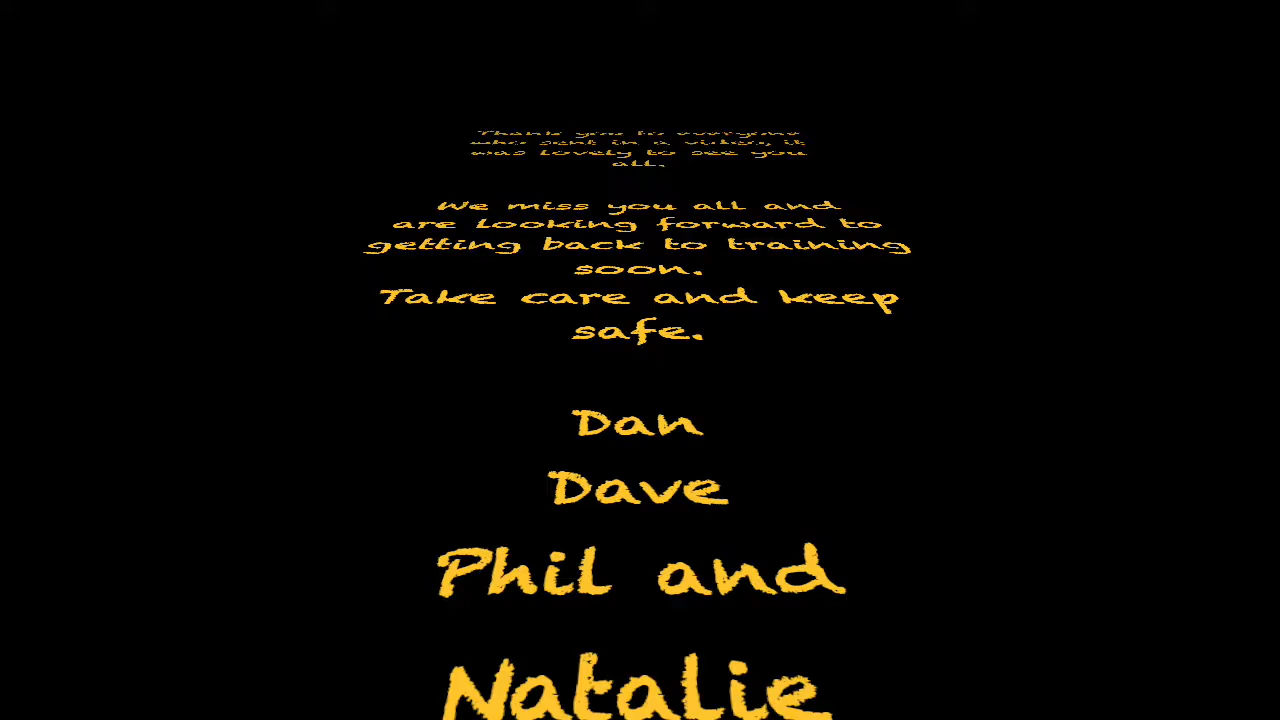 Thank you to everyone
who sent in a video, it
was lovely to see you
all.
We miss you all and
are looking forward to
getting back to training
soon.
Take care and keep
safe.
Dan
Dave
Phil and
Natalie